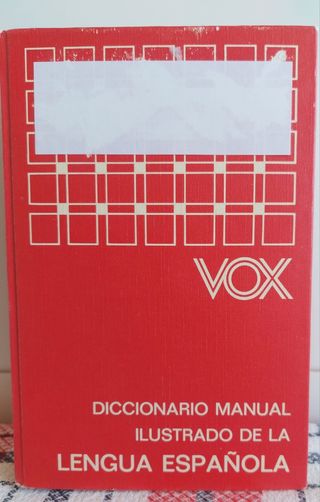 VOX
DICCIONARIO MANUAL
ILUSTRADO DE LA
LENGUA ESPAÑOLA